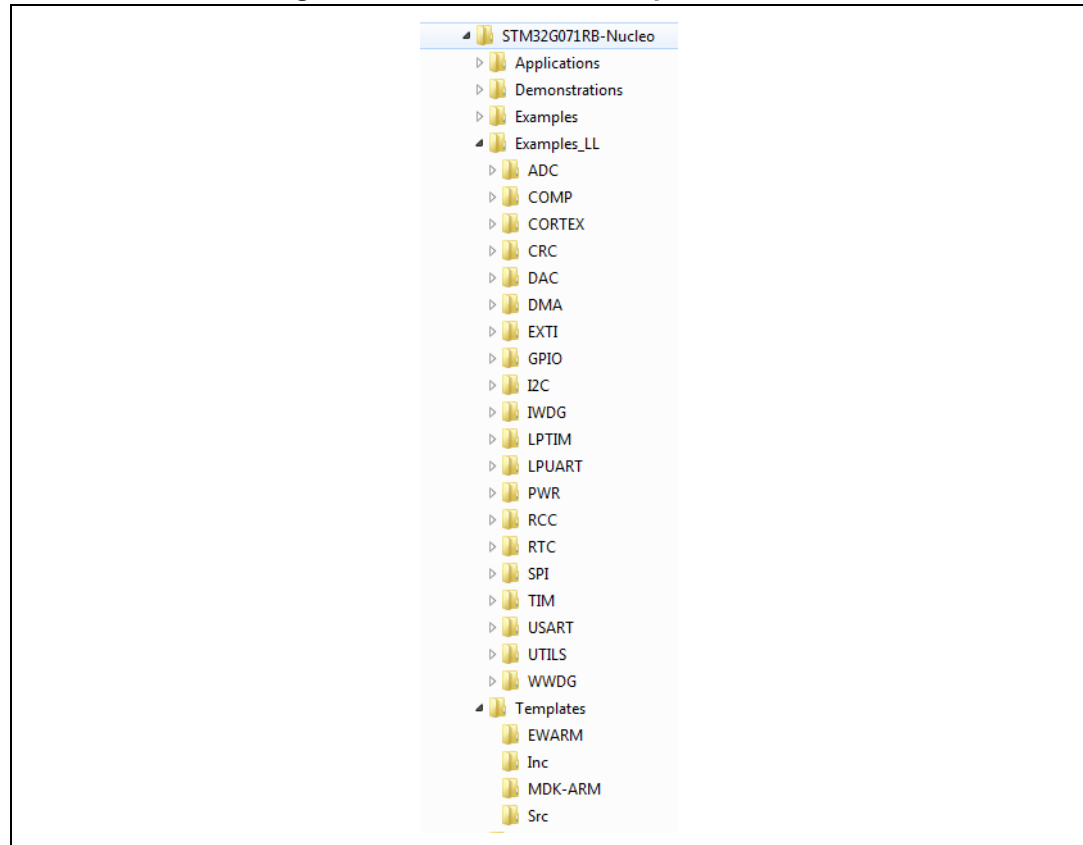 STM32G071RB-Nucleo
Applications
Demonstrations
Examples
Examples_LL
ADC
COMP
CORTEX
CRC
DAC
DMA
EXTI
GPIO
I2C
IWDG
LPTIM
LPUART
PWR
RCC
RTC
SPI
TIM
USART
UTILS
WWDG
Templates
EWARM
Inc
MDK-ARM
Src